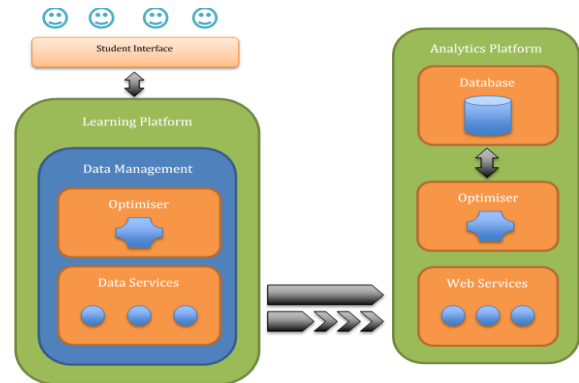 Student Interface
Learning Platform
Data Management
Optimiser
Data Services
Analytics Platform
Database
Optimiser
Web Services